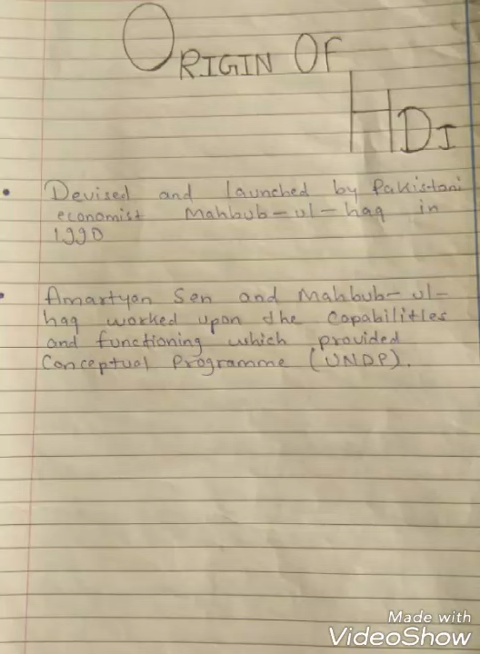 ORIGIN OF
HDI
• Devised and launched by Pakistani
economist Mahbub-ul-haq in
1990
• Amartyan Sen and Mahbub-ul-
haq worked upon the Capabilities
and functioning which provided
Conceptual Programme (UNDP).
Made with
VideoShow